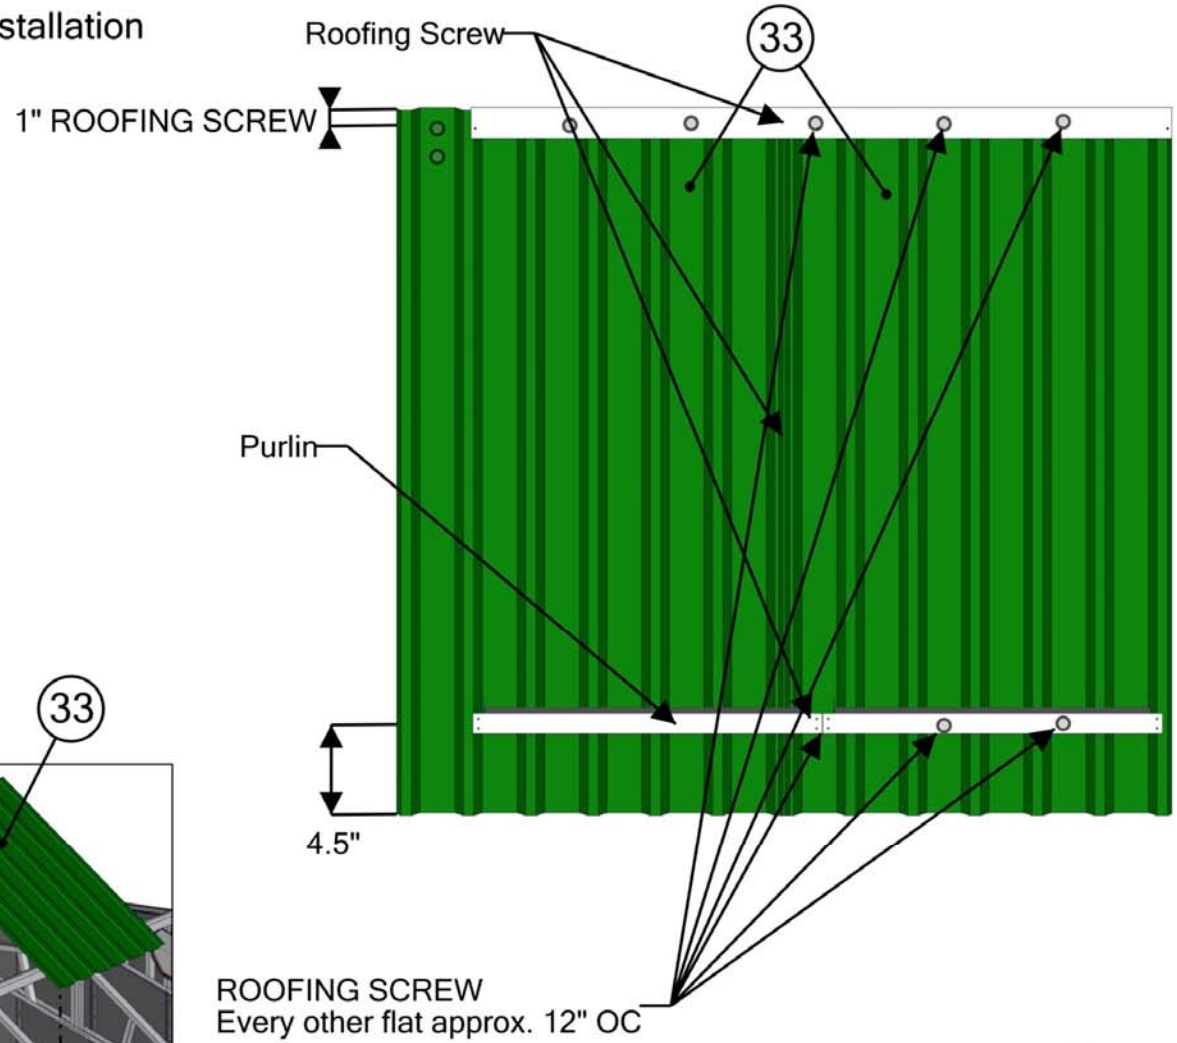 stallation
Roofing Screw
33
1" ROOFING SCREW
Purlin
33
4.5"
ROOFING SCREW
Every other flat approx. 12" OC